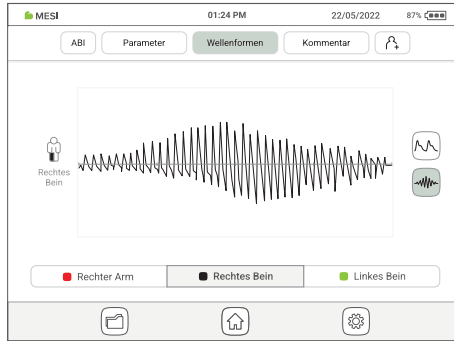 MESI 01:24 PM 22/05/2022 87%
ABI Parameter Wellenformen Kommentar
Rechtes
Bein
Rechter Arm Rechtes Bein Linkes Bein